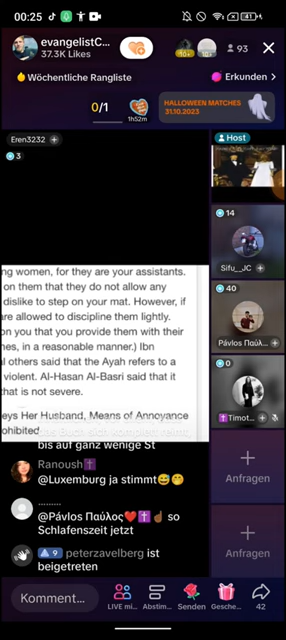 00:25
41
evangelistC...
37.3K Likes
10+
10+
93
Wöchentliche Rangliste
Erkunden >
0/1
1h52m
HALLOWEEN MATCHES
31.10.2023
Eren3232 +
3
Host
14
Sifu__JC +
40
Pávlos Παύλ... +
0
Timot... +
ng women, for they are your assistants.
on them that they do not allow any
dislike to step on your mat. However, if
are allowed to discipline them lightly.
on you that you provide them with their
nes, in a reasonable manner.) Ibn
l others said that the Ayah refers to a
violent. Al-Hasan Al-Basri said that it
that is not severe.
eys Her Husband, Means of Annoyance
ohibited
bis auf ganz wenige St
Ranoush✝️
@Luxemburg ja stimmt😅🤭
..........
@Pávlos Παύλος❤️✝️☝🏾 so
Schlafenszeit jetzt
9 peterzavelberg ist
beigetreten
+
Anfragen
+
Anfragen
Komment...
LIVE mi...
Abstim...
Senden
Gesche...
42